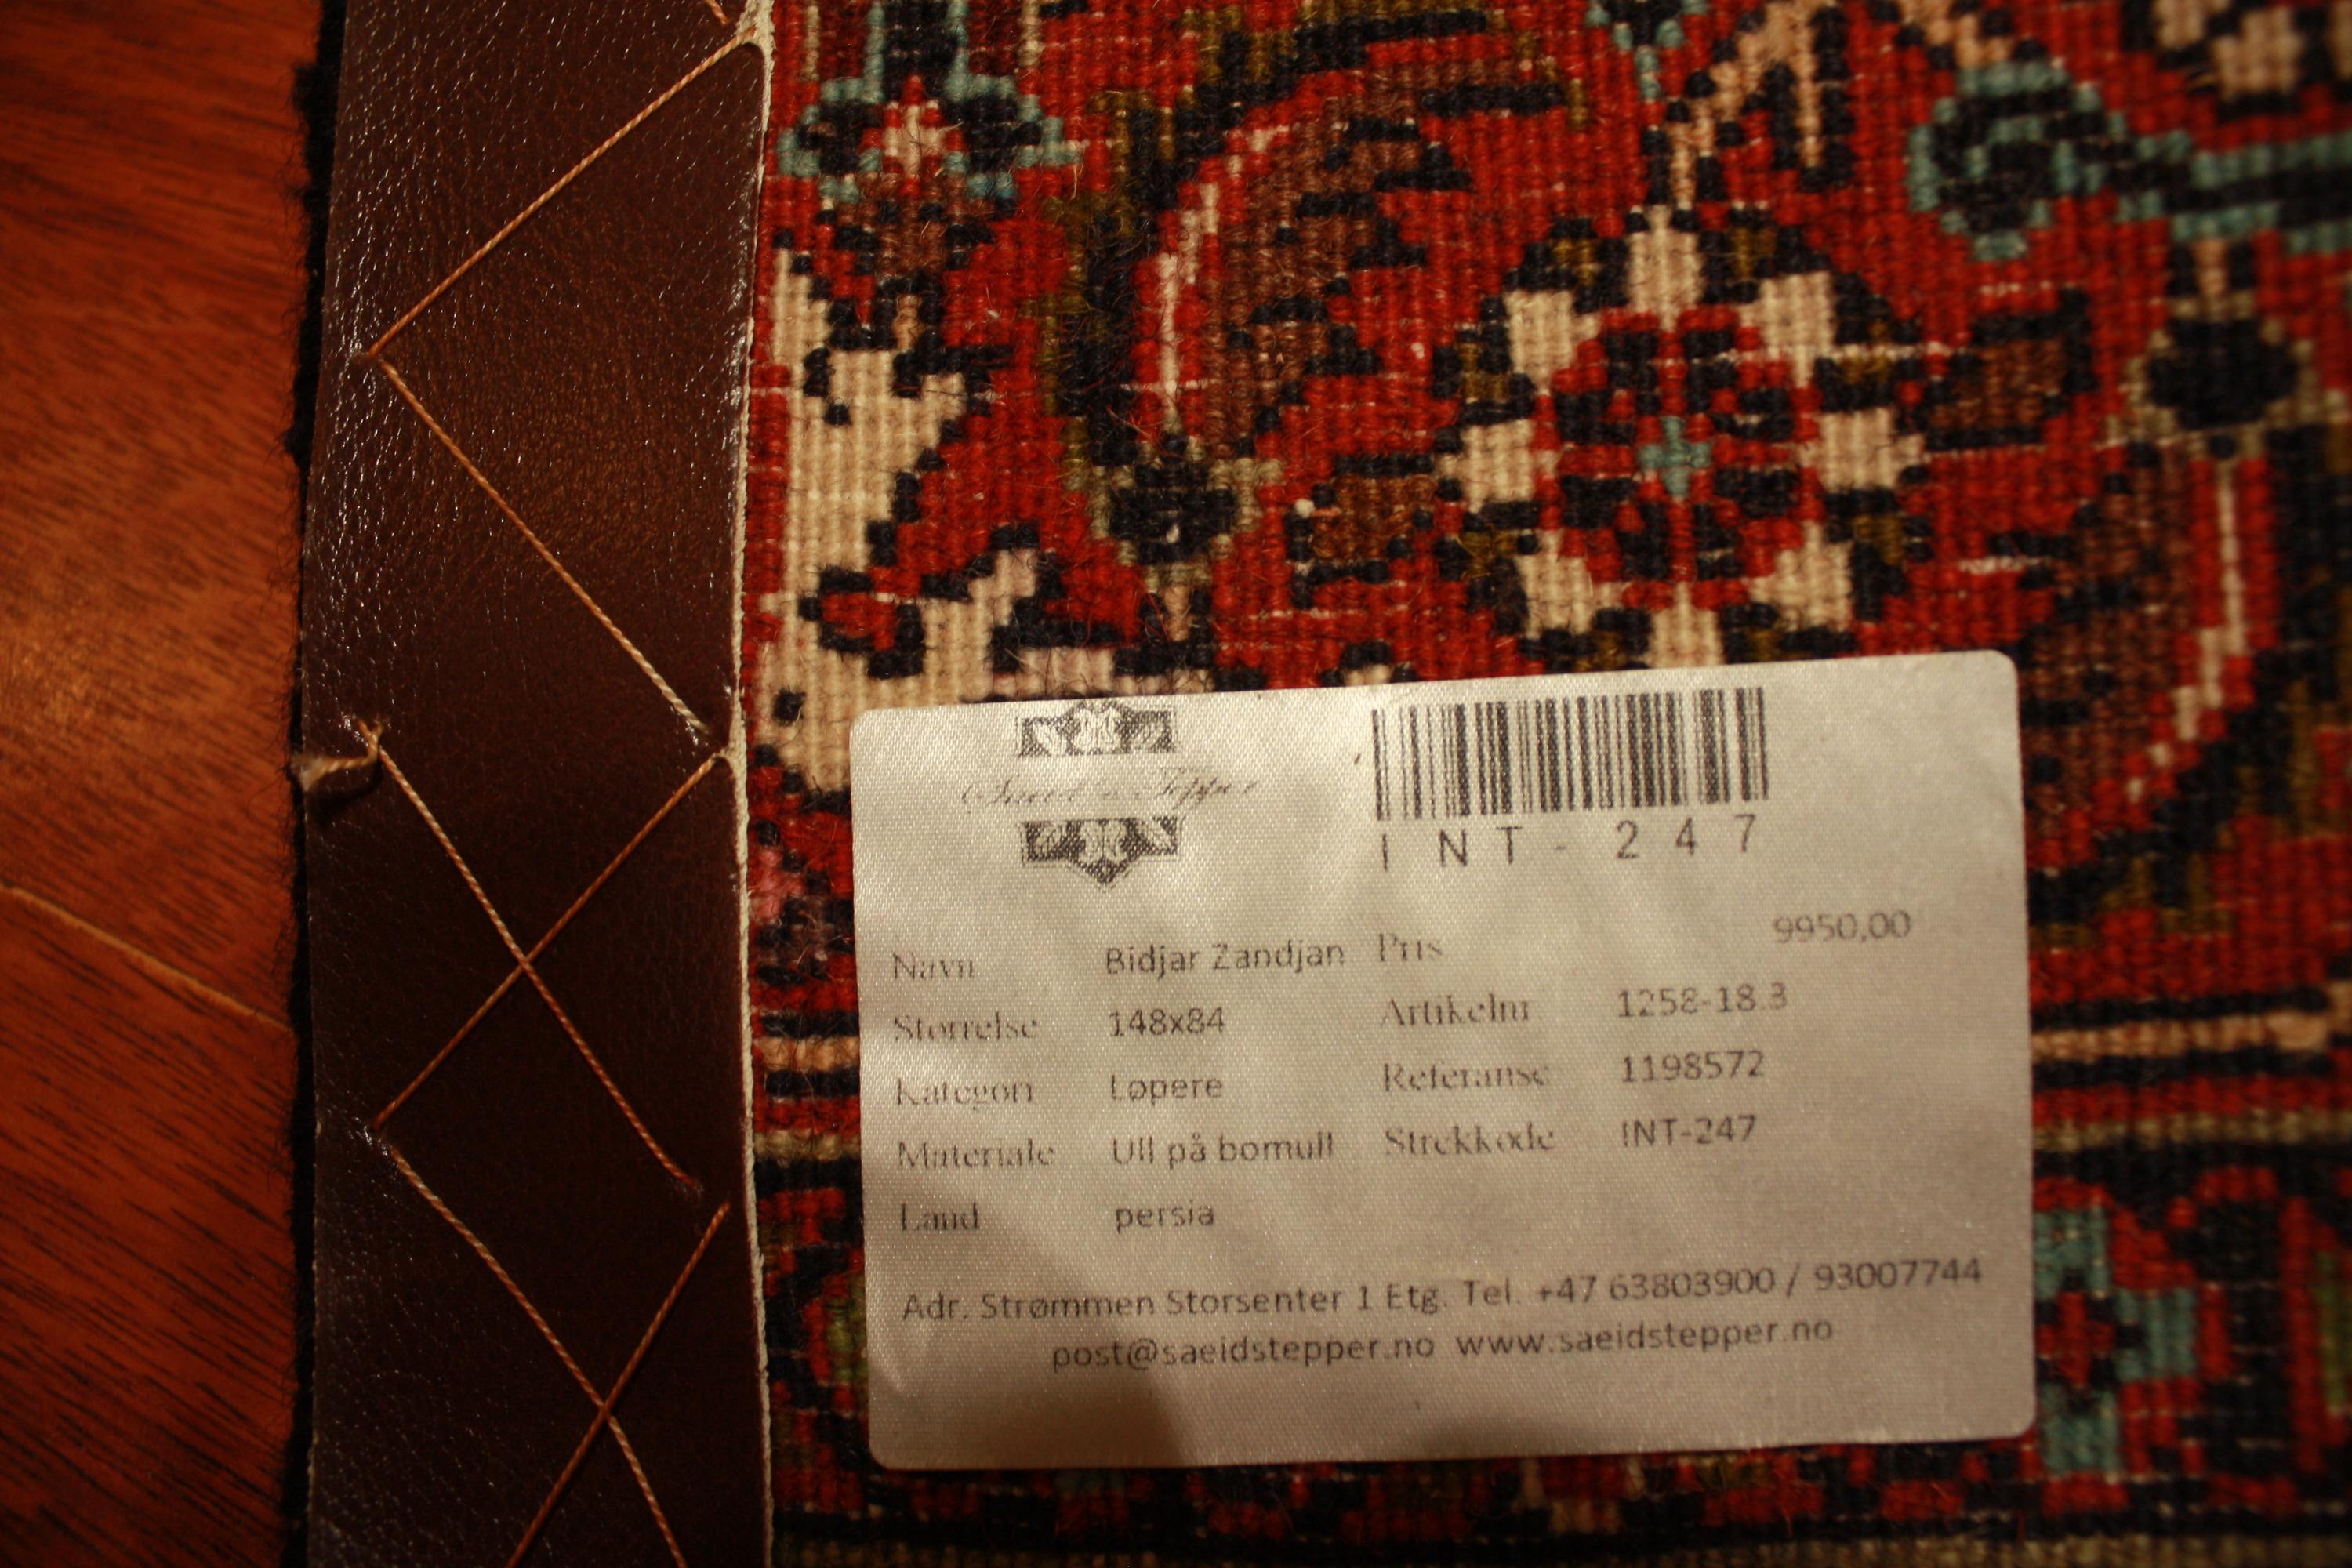 Saeid's Tepper
INT-247
Navn Bidjar Zandjan Pris 9950,00
Størrelse 148x84 Artikelnr 1258-18.3
Kategori Løpere Referanse 1198572
Materiale Ull på bomull Strekkode INT-247
Land persia
Adr. Strømmen Storsenter 1 Etg. Tel. +47 63803900 / 93007744
post@saeidstepper.no www.saeidstepper.no